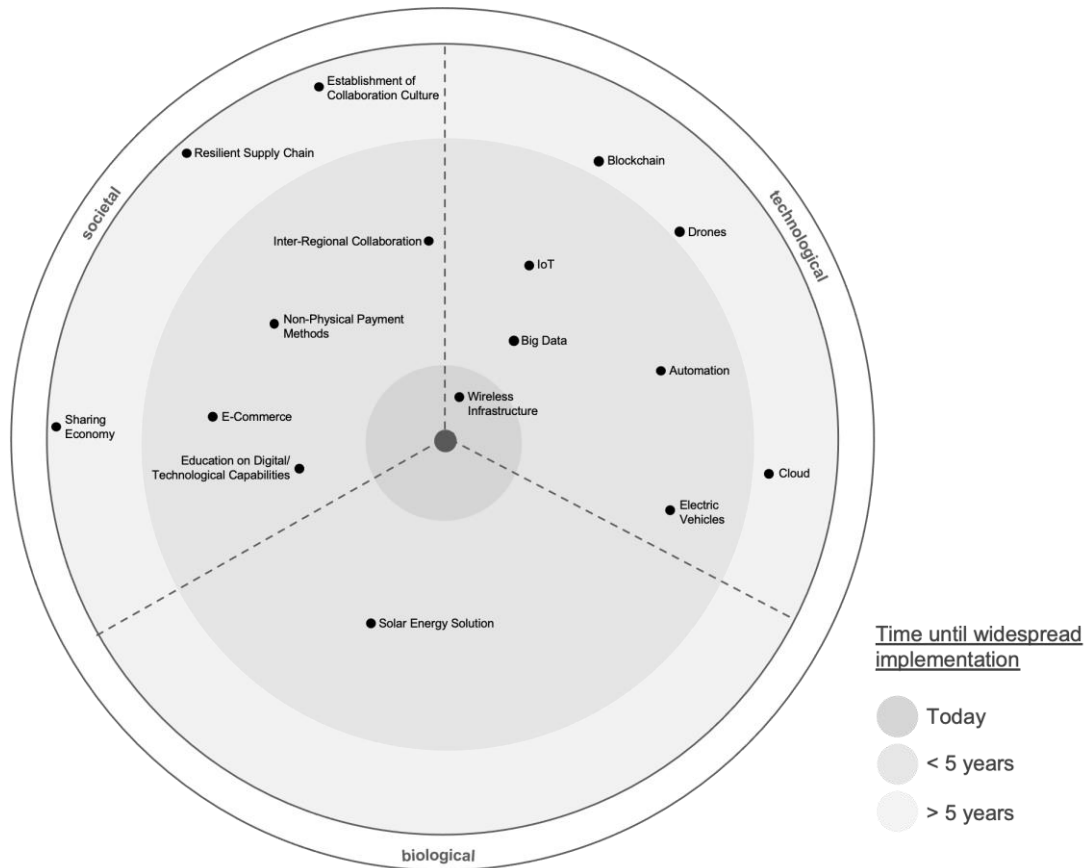 Establishment of
Collaboration Culture
Resilient Supply Chain
Blockchain
societal
technological
Drones
Inter-Regional Collaboration
IoT
Non-Physical Payment
Methods
Big Data
Automation
Wireless
Infrastructure
Sharing
Economy
E-Commerce
Education on Digital/
Technological Capabilities
Cloud
Electric
Vehicles
Solar Energy Solution
biological
Time until widespread
implementation
Today
< 5 years
> 5 years